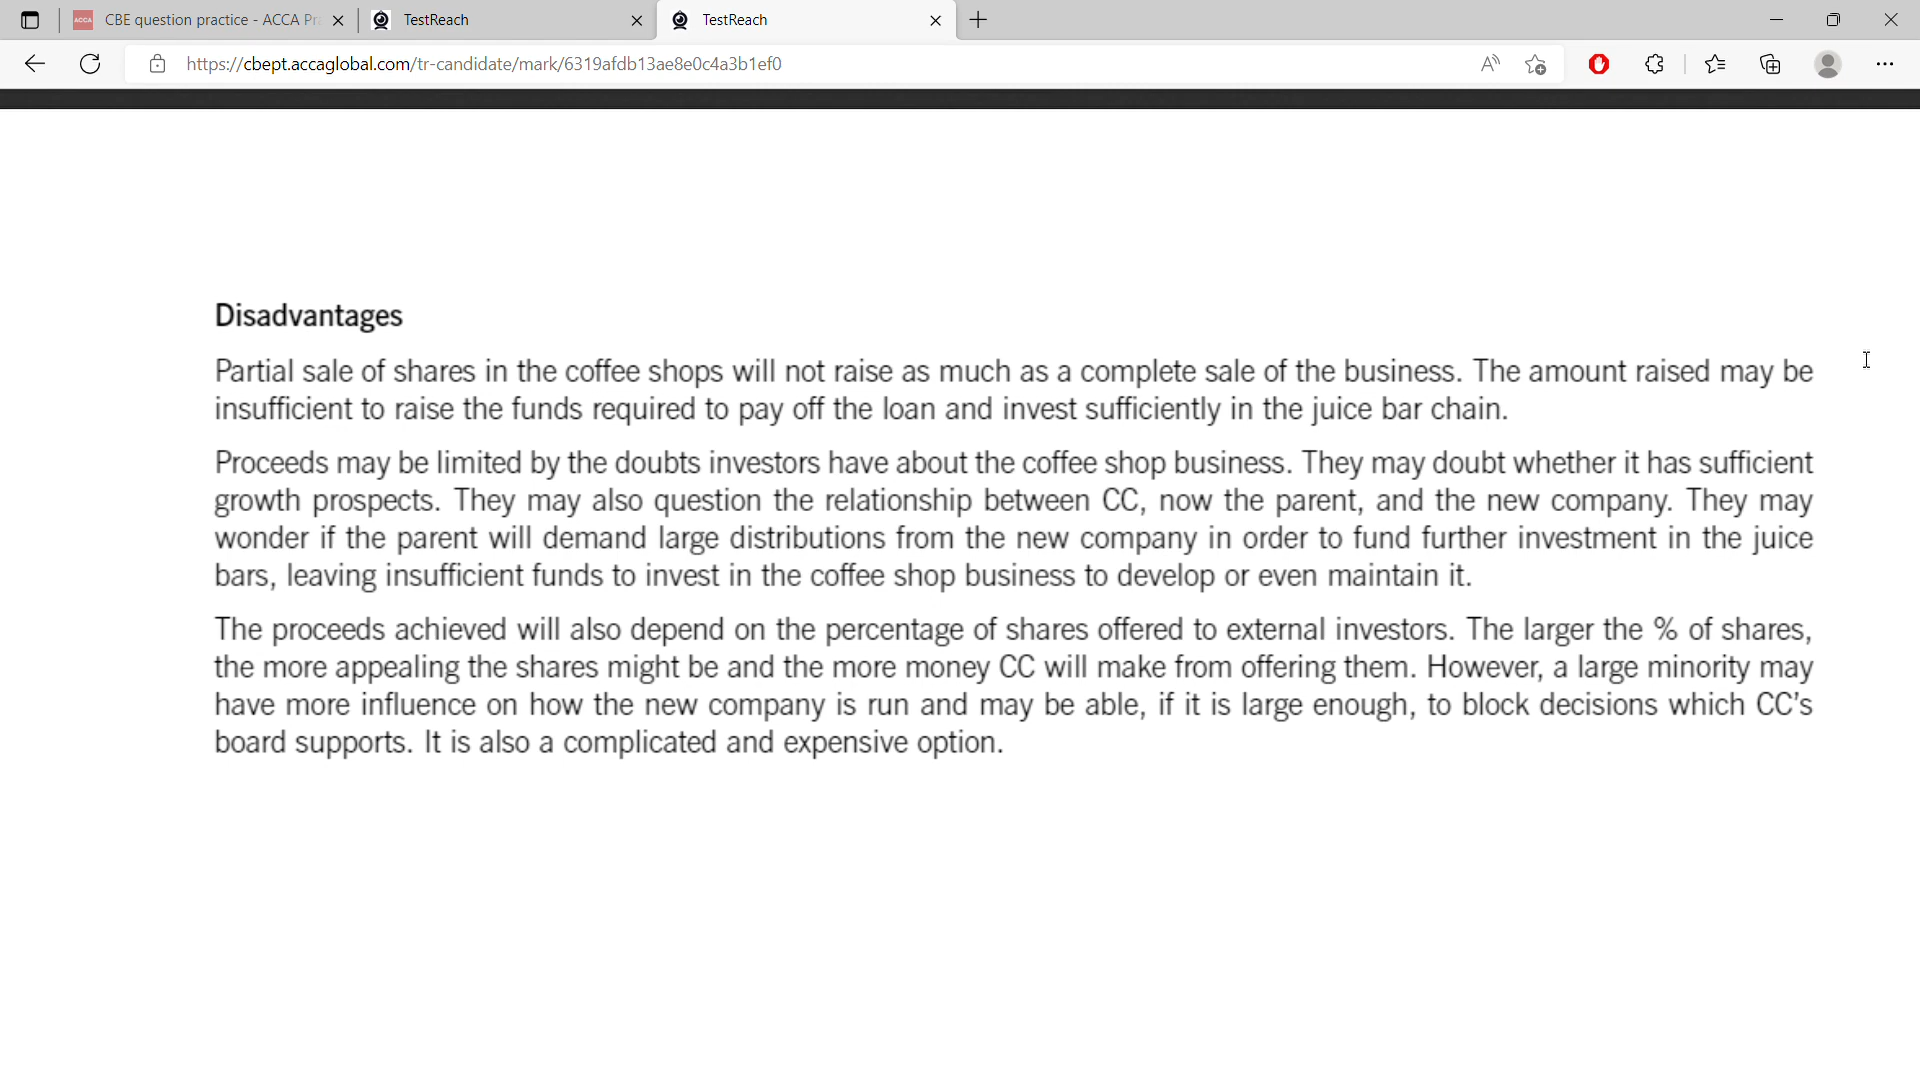 CBE question practice - ACCA Pr
TestReach
TestReach
https://cbept.accaglobal.com/tr-candidate/mark/6319afdb13ae8e0c4a3b1ef0
Disadvantages
Partial sale of shares in the coffee shops will not raise as much as a complete sale of the business. The amount raised may be
insufficient to raise the funds required to pay off the loan and invest sufficiently in the juice bar chain.
Proceeds may be limited by the doubts investors have about the coffee shop business. They may doubt whether it has sufficient
growth prospects. They may also question the relationship between CC, now the parent, and the new company. They may
wonder if the parent will demand large distributions from the new company in order to fund further investment in the juice
bars, leaving insufficient funds to invest in the coffee shop business to develop or even maintain it.
The proceeds achieved will also depend on the percentage of shares offered to external investors. The larger the % of shares,
the more appealing the shares might be and the more money CC will make from offering them. However, a large minority may
have more influence on how the new company is run and may be able, if it is large enough, to block decisions which CC's
board supports. It is also a complicated and expensive option.